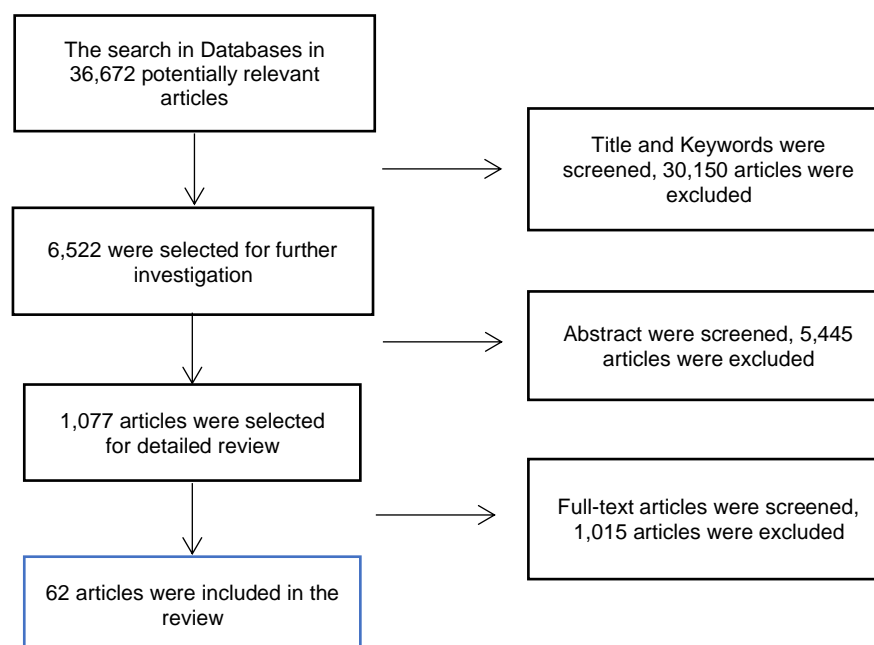 The search in Databases in
36,672 potentially relevant
articles
Title and Keywords were
screened, 30,150 articles were
excluded
6,522 were selected for further
investigation
Abstract were screened, 5,445
articles were excluded
1,077 articles were selected
for detailed review
Full-text articles were screened,
1,015 articles were excluded
62 articles were included in the
review